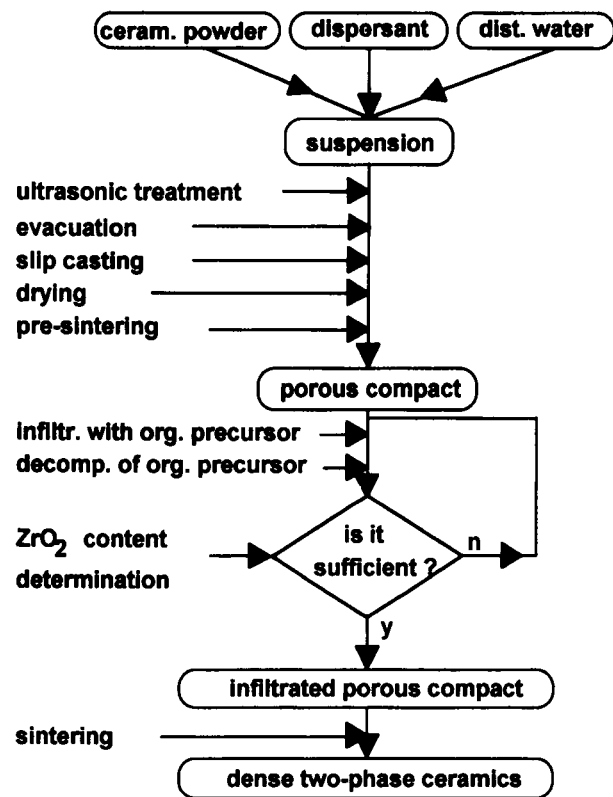 ceram. powder
dispersant
dist. water
suspension
ultrasonic treatment
evacuation
slip casting
drying
pre-sintering
porous compact
infiltr. with org. precursor
decomp. of org. precursor
ZrO₂ content
determination
is it
sufficient ?
n
y
infiltrated porous compact
sintering
dense two-phase ceramics